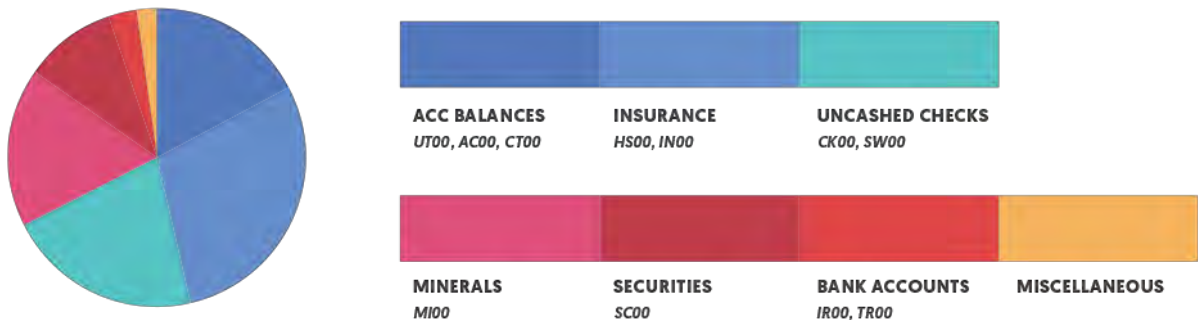 ACC BALANCES
UT00, AC00, CT00
INSURANCE
HS00, IN00
UNCASHED CHECKS
CK00, SW00
MINERALS
MI00
SECURITIES
SC00
BANK ACCOUNTS
IR00, TR00
MISCELLANEOUS